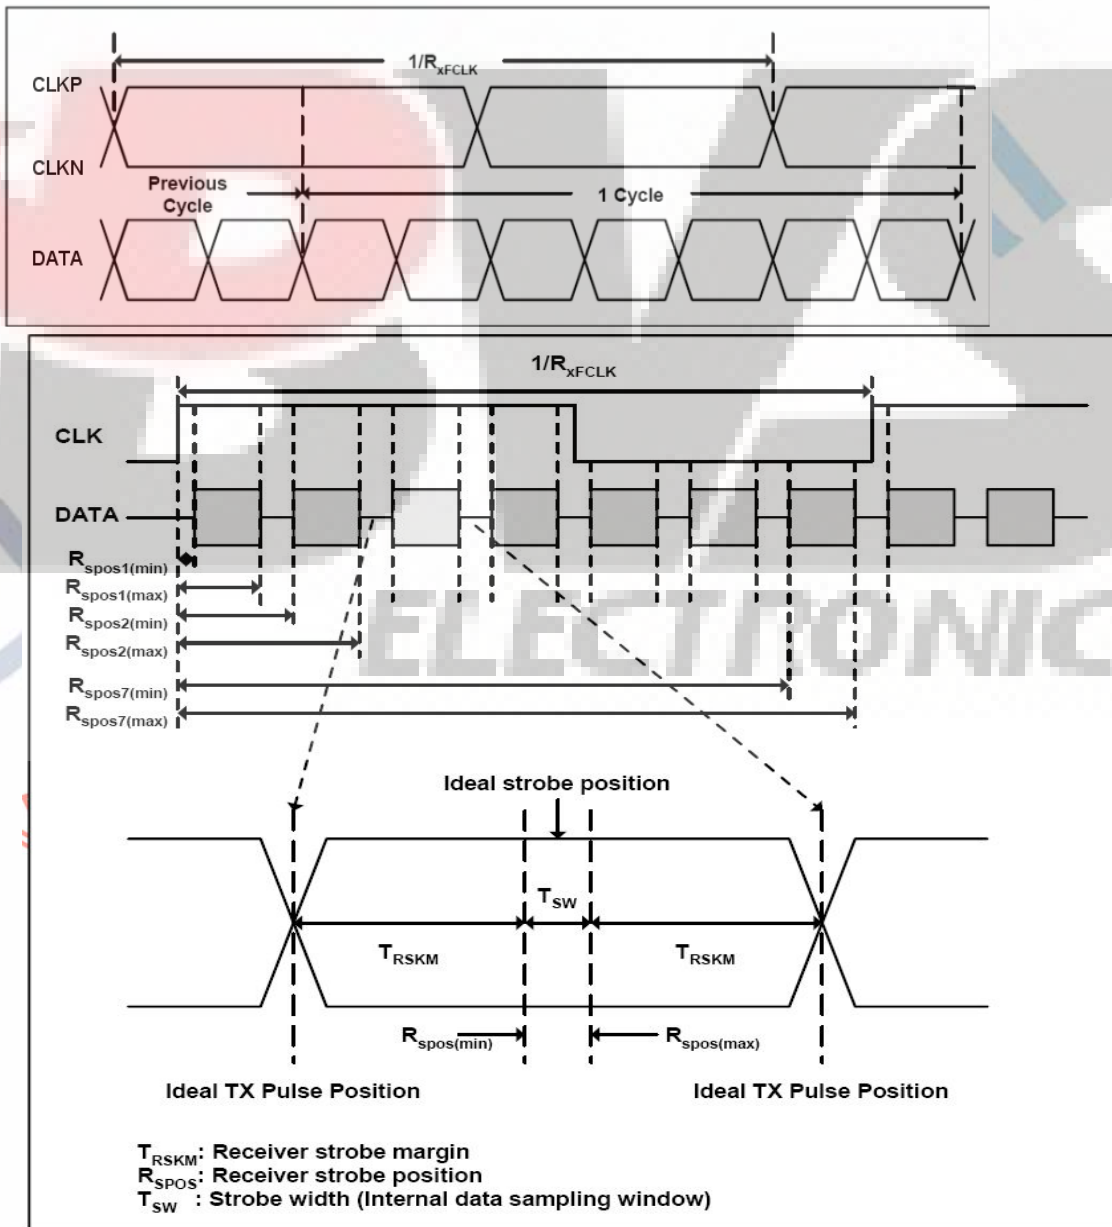 1/RxFCLK
CLKP
CLKN
Previous
Cycle
1 Cycle
DATA
1/RxFCLK
CLK
DATA
Rspos1(min)
Rspos1(max)
Rspos2(min)
Rspos2(max)
ELECTRONIC
Rspos7(min)
Rspos7(max)
Ideal strobe position
TSW
TRSKM
TRSKM
Rspos(min)
Rspos(max)
Ideal TX Pulse Position
Ideal TX Pulse Position
TRSKM: Receiver strobe margin
RSPOS: Receiver strobe position
TSW : Strobe width (Internal data sampling window)